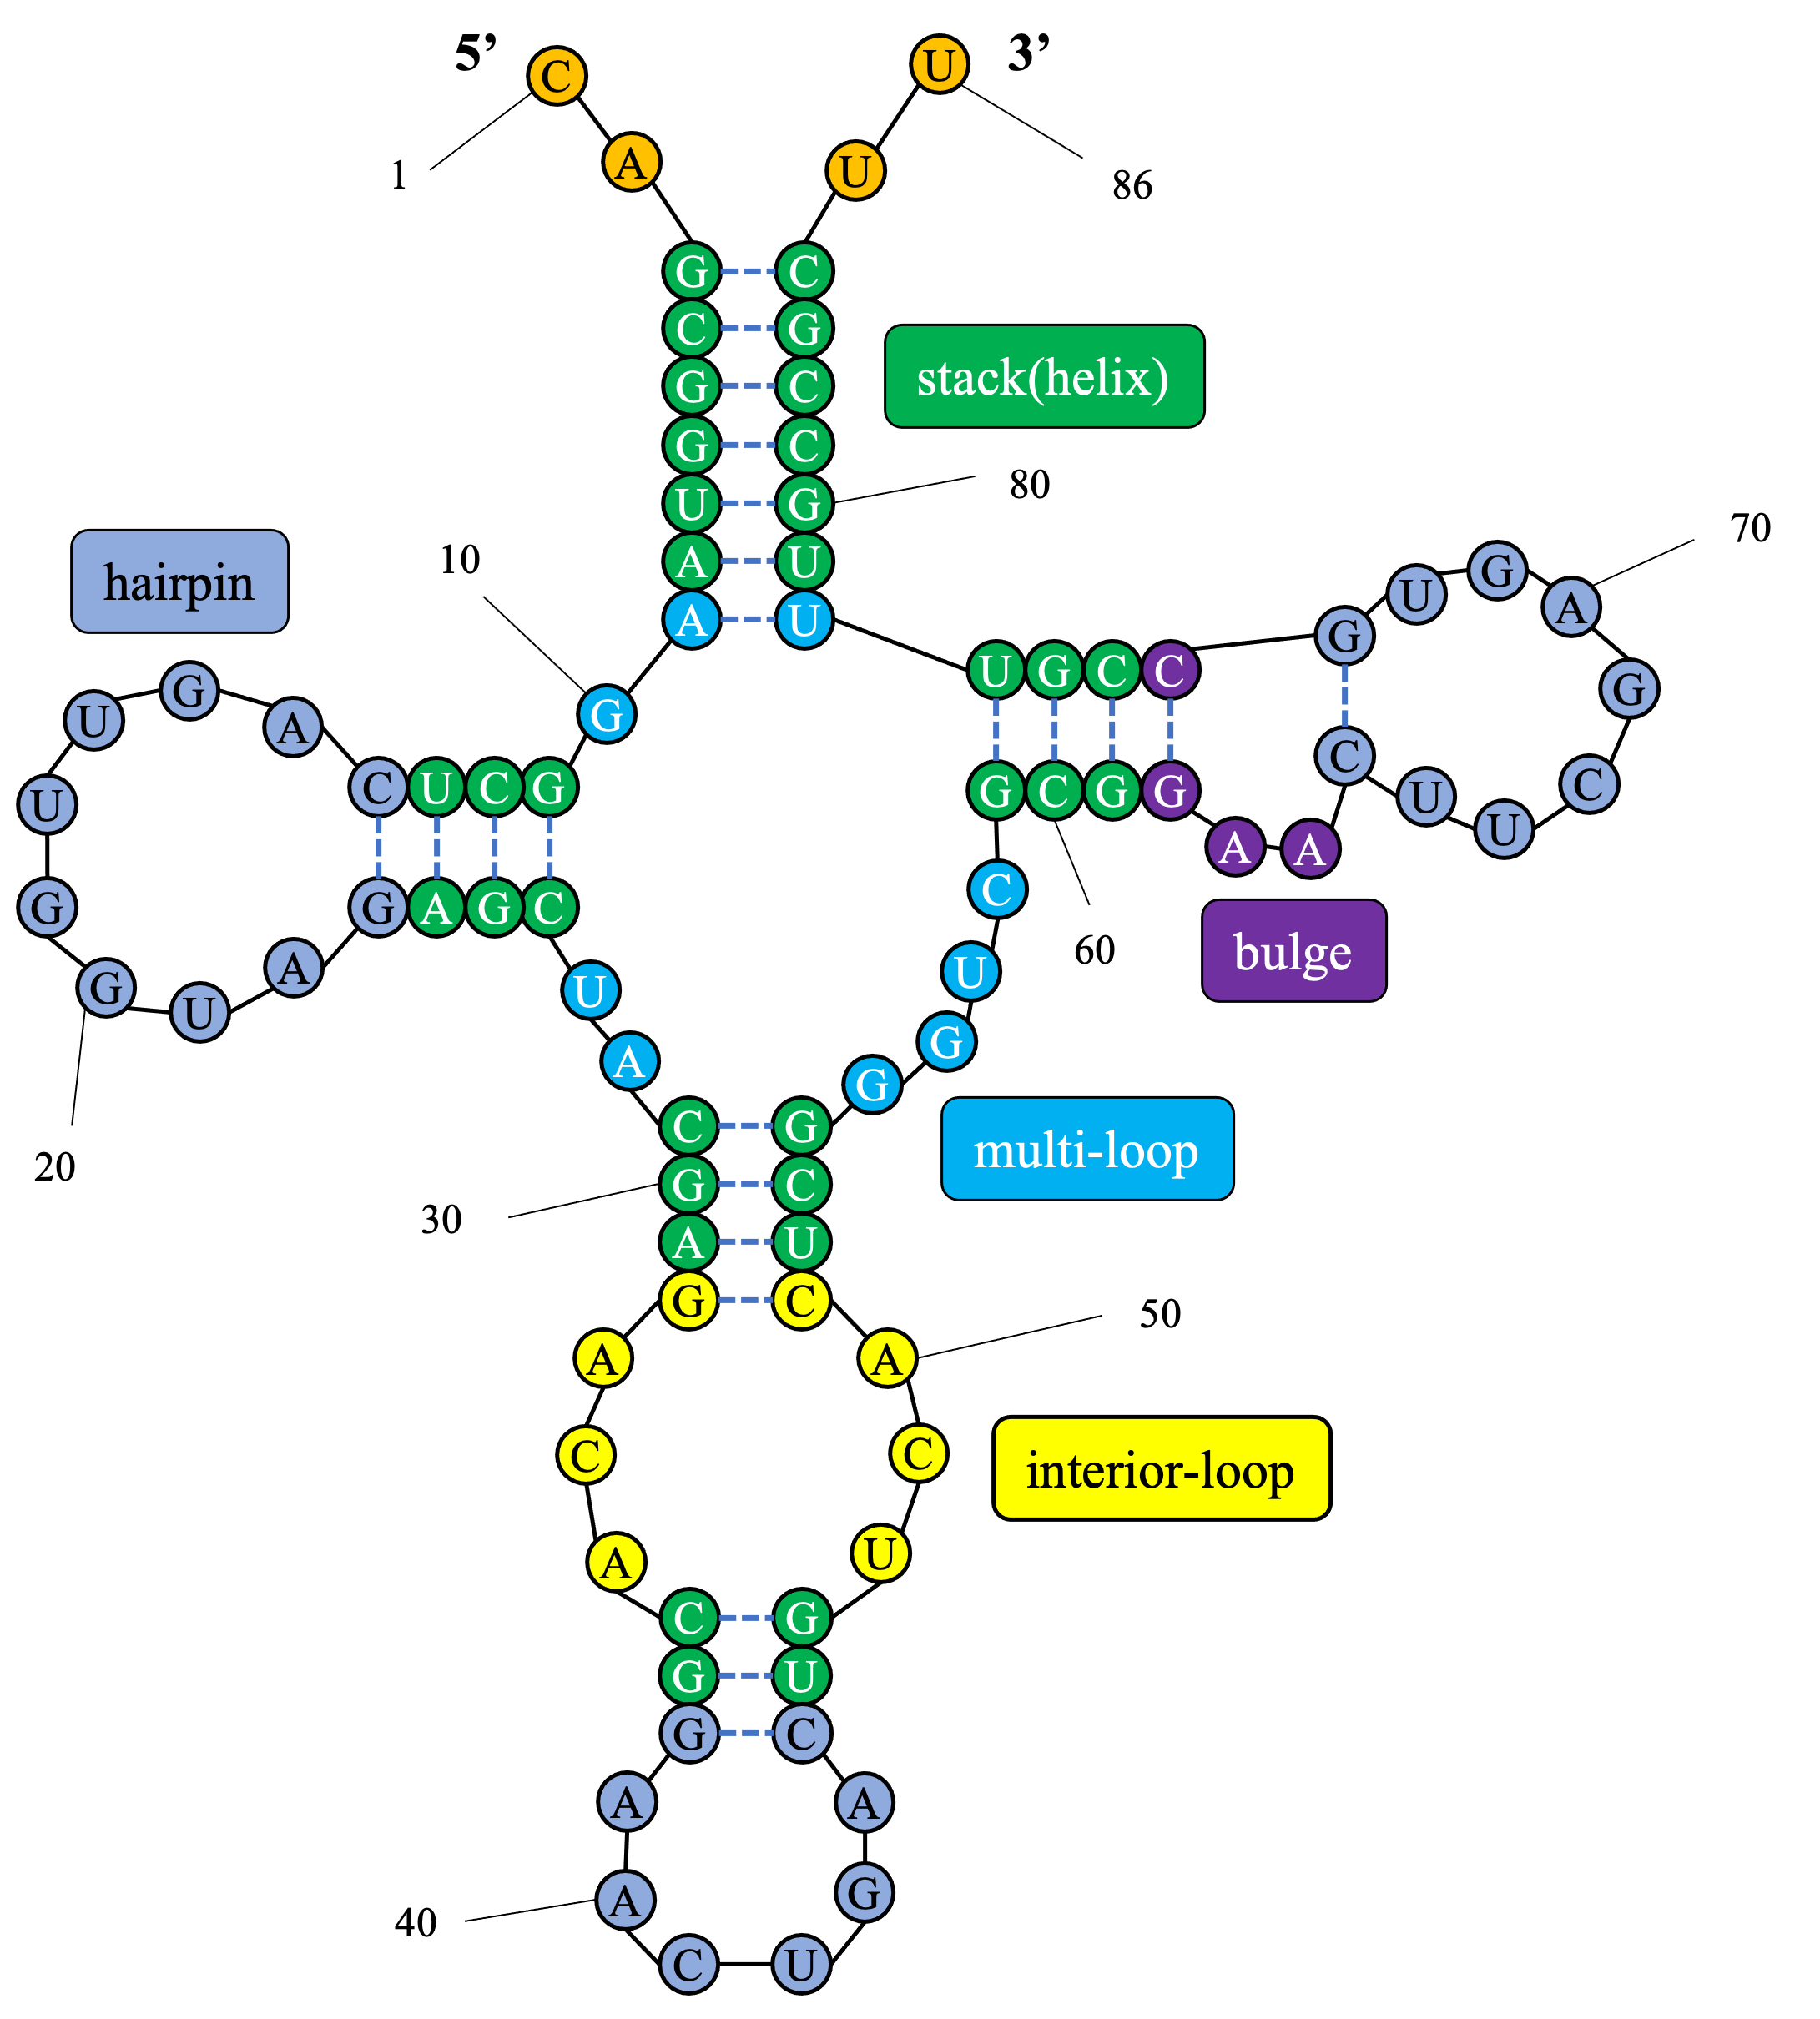 5’ C U 3’
1 A U 86
G C
C G
G C stack(helix)
G C
U G 80
A U
hairpin 10 A U 70
G U G A
U G A G U G C C G G
U C U C G C U U C
G G A G C G C G G A A
G U A U C 60 bulge
20 A U
G
G
C G multi-loop
30 G C
A U
G C
A A 50
C C interior-loop
A U
C G
G U
G C
A A
40 A G
C U